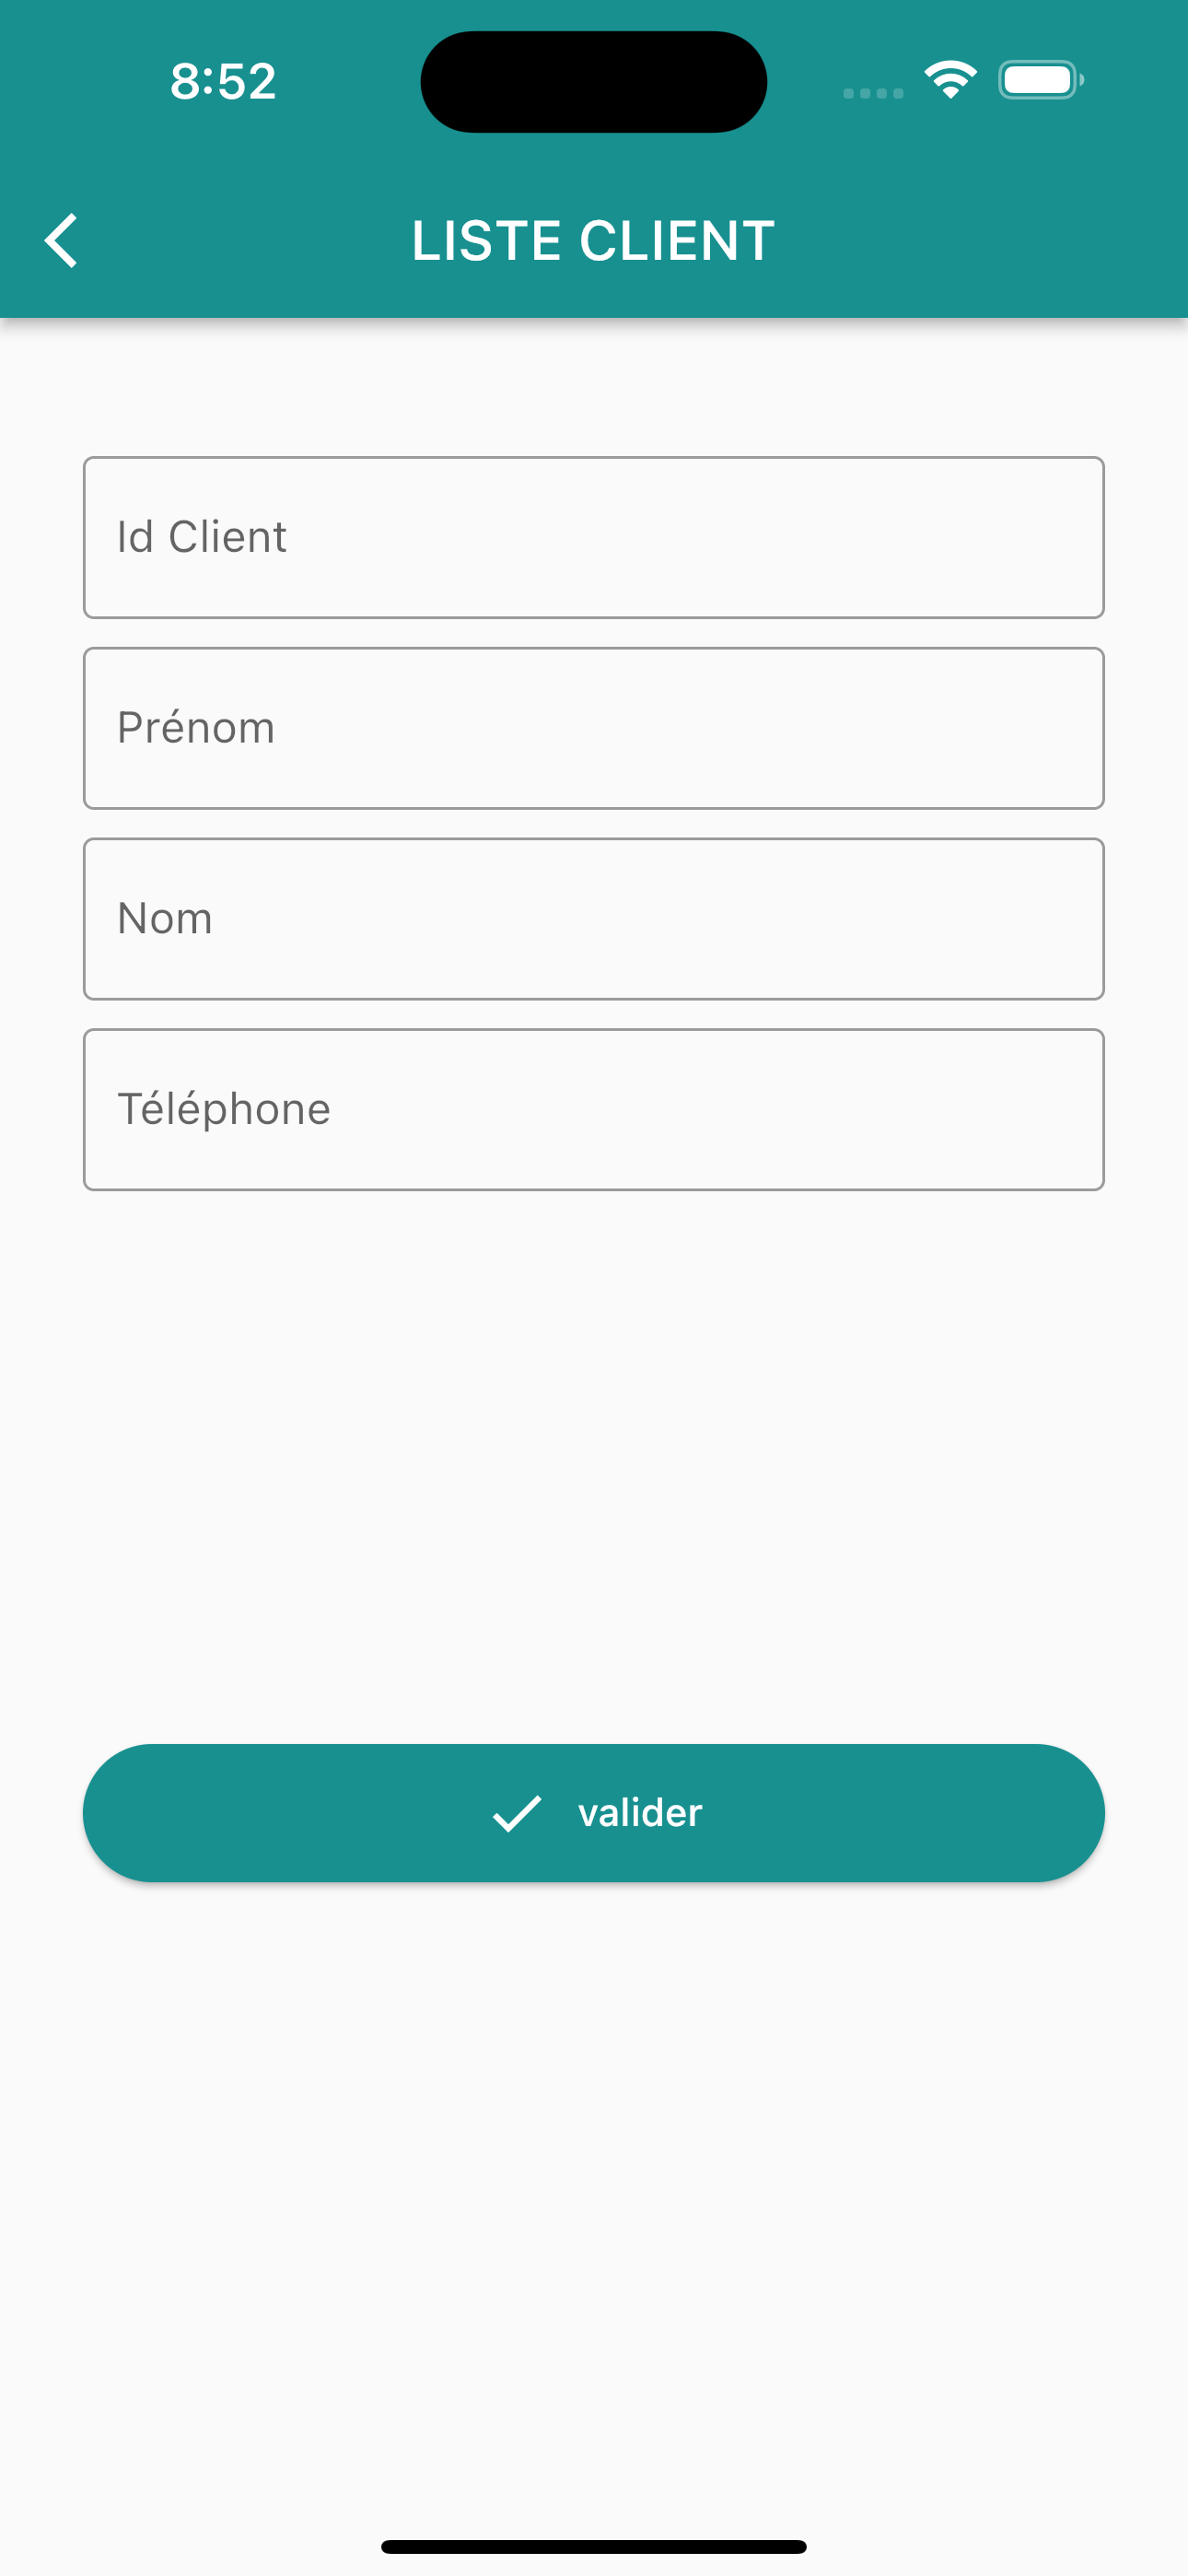 8:52
LISTE CLIENT
Id Client
Prénom
Nom
Téléphone
valider